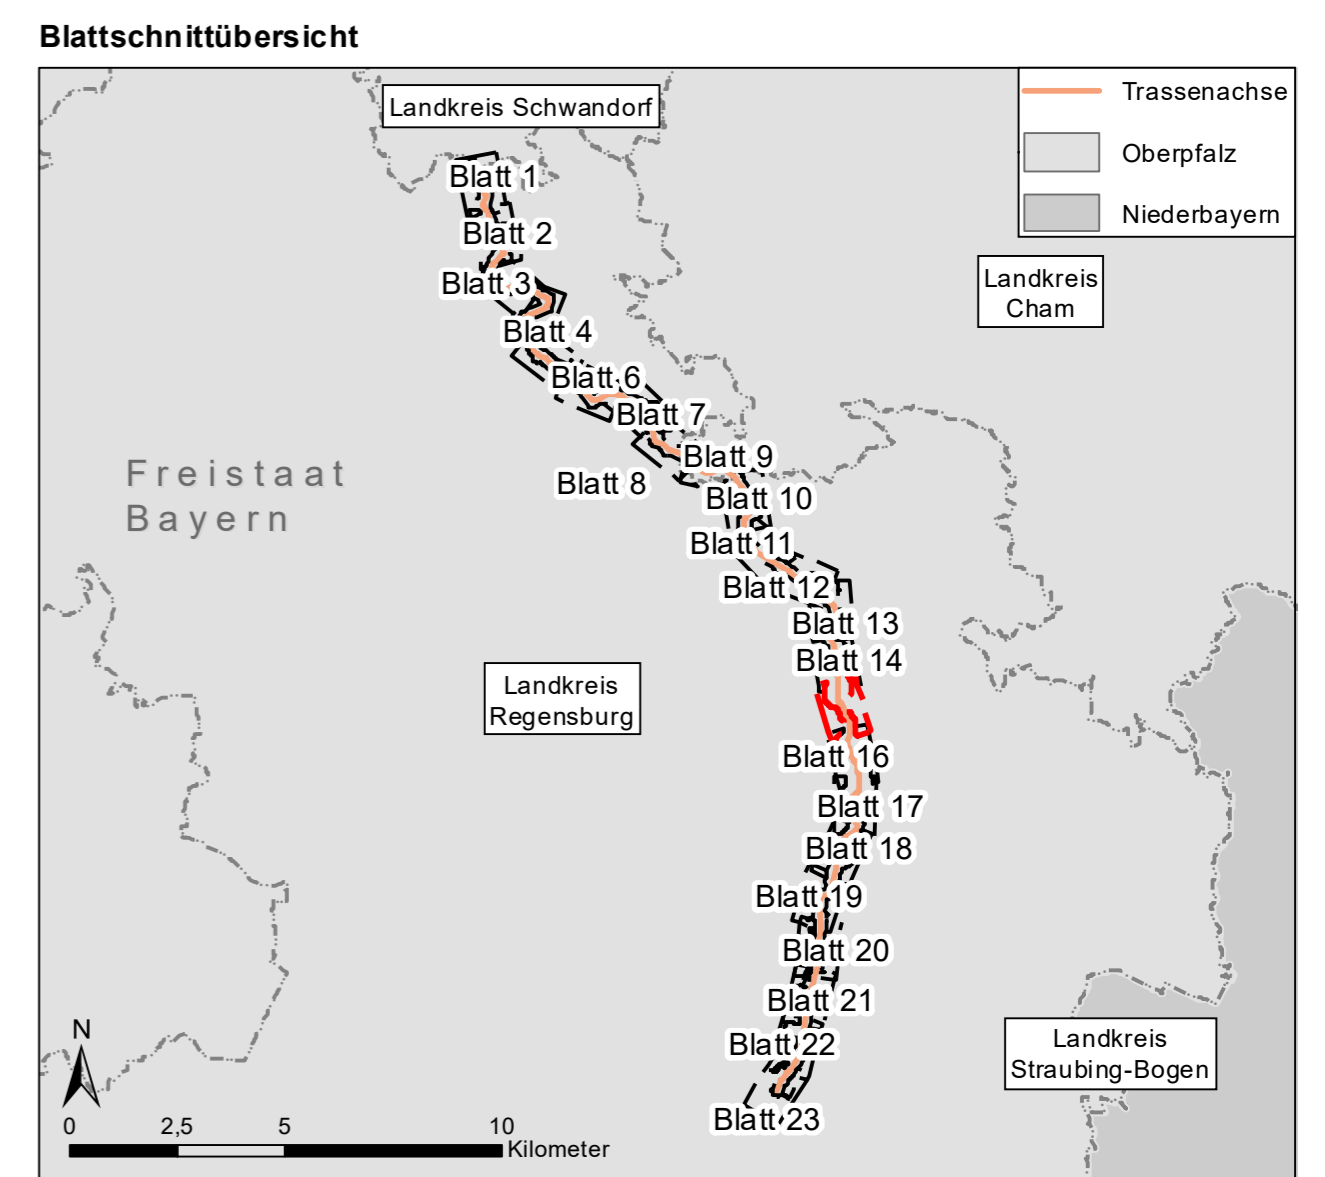 Blattschnittübersicht
Trassenachse
Oberpfalz
Niederbayern
Landkreis Schwandorf
Landkreis
Cham
Blatt 1
Blatt 2
Blatt 3
Blatt 4
Blatt 6
Blatt 7
Blatt 9
Blatt 8
Blatt 10
Blatt 11
Blatt 12
Blatt 13
Blatt 14
Blatt 16
Blatt 17
Blatt 18
Blatt 19
Blatt 20
Blatt 21
Blatt 22
Blatt 23
Freistaat
Bayern
Landkreis
Regensburg
Landkreis
Straubing-Bogen
N
0 2,5 5 10
Kilometer